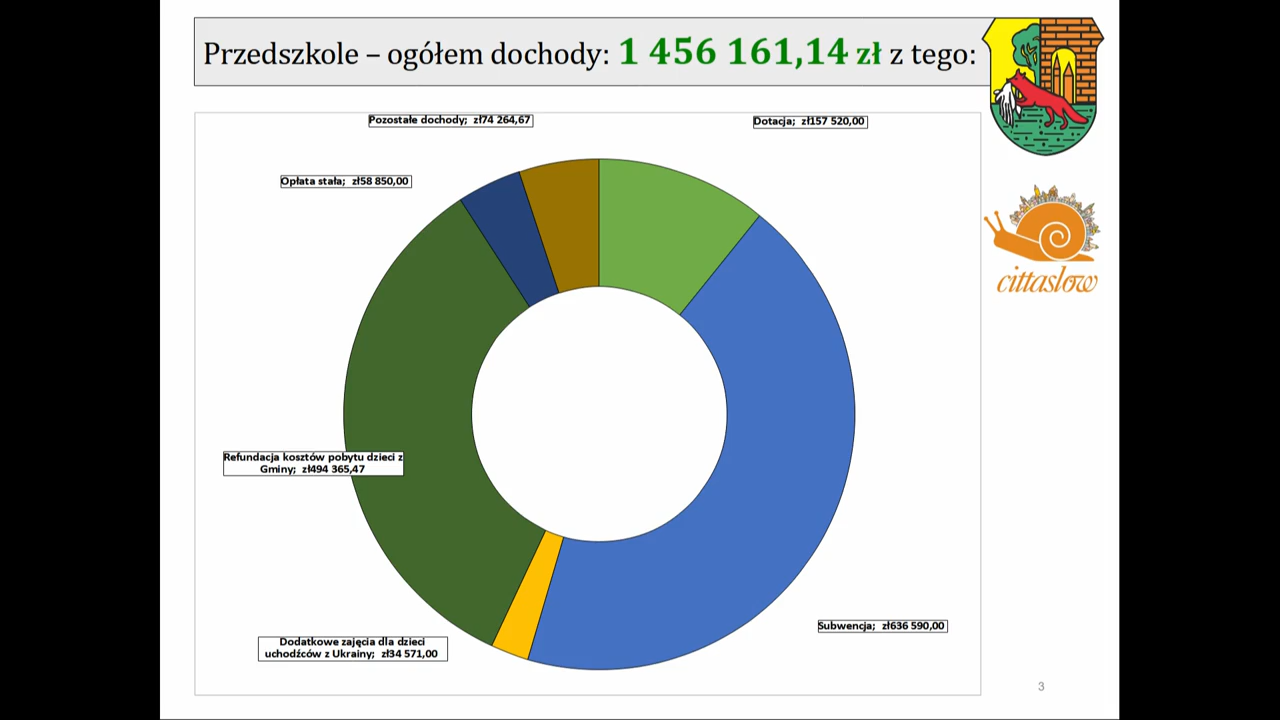 Przedszkole – ogółem dochody: 1 456 161,14 zł z tego:
Pozostałe dochody;  zł74 264,67
Dotacja;  zł157 520,00
Opłata stała;  zł58 850,00
cittaslow
Refundacja kosztów pobytu dzieci z
Gminy;  zł494 365,47
Subwencja;  zł636 590,00
Dodatkowe zajęcia dla dzieci
uchodźców z Ukrainy;  zł34 571,00
3